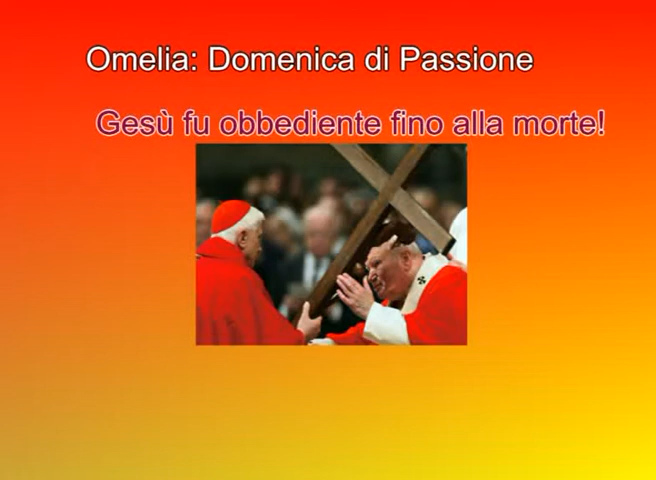 Omelia: Domenica di Passione
Gesù fu obbediente fino alla morte!